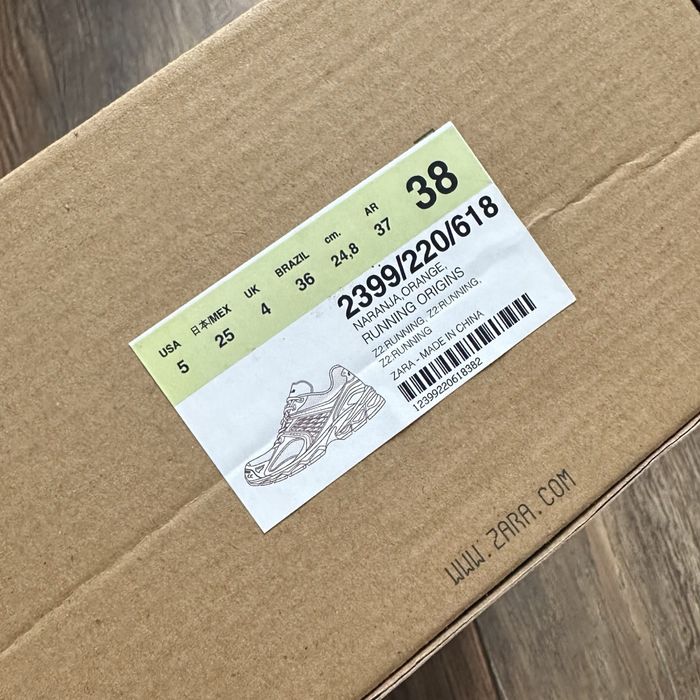 USA 日本/MEX UK BRAZIL cm. AR
5 25 4 36 24,8 37 38
2399/220/618
NARANJA,ORANGE,
RUNNING ORIGINS
Z2:RUNNING, Z2:RUNNING,
Z2:RUNNING
ZARA - MADE IN CHINA
12399220618382
WWW.ZARA.COM